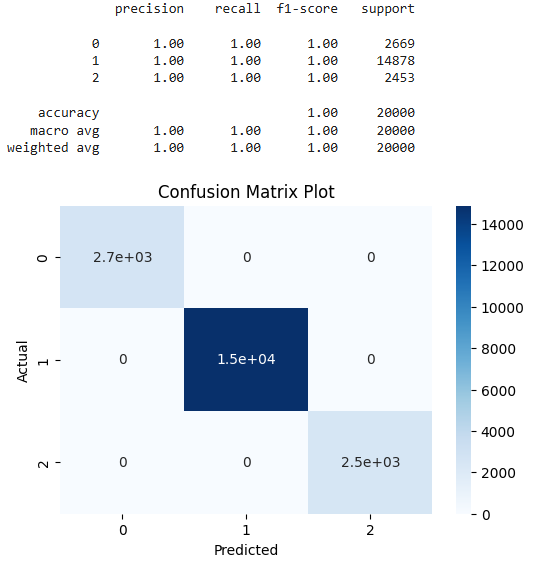 precision recall f1-score support
0 1.00 1.00 1.00 2669
1 1.00 1.00 1.00 14878
2 1.00 1.00 1.00 2453
accuracy 1.00 20000
macro avg 1.00 1.00 1.00 20000
weighted avg 1.00 1.00 1.00 20000
Confusion Matrix Plot
0 2.7e+03 0 0
1 0 1.5e+04 0
2 0 0 2.5e+03
0 1 2
Actual
Predicted
14000
12000
10000
8000
6000
4000
2000
0